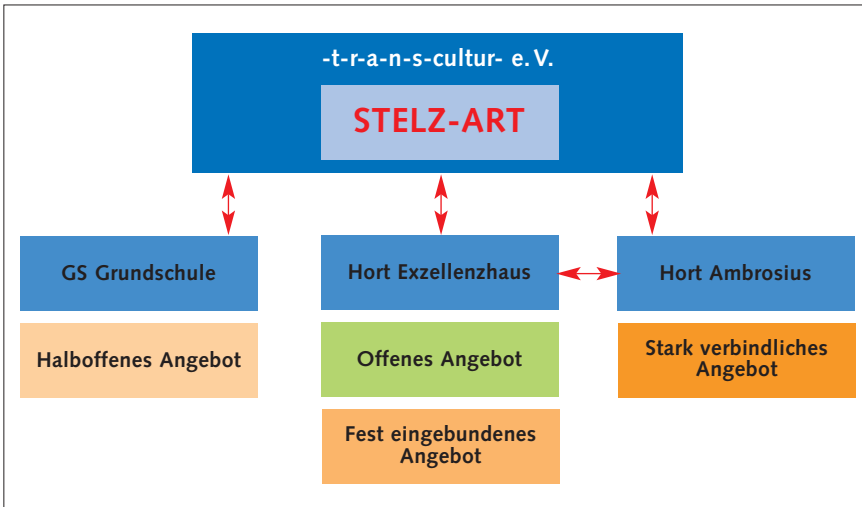 -t-r-a-n-s-cultur- e.V.
STELZ-ART
GS Grundschule
Hort Exzellenzhaus
Hort Ambrosius
Halboffenes Angebot
Offenes Angebot
Stark verbindliches
Angebot
Fest eingebundenes
Angebot